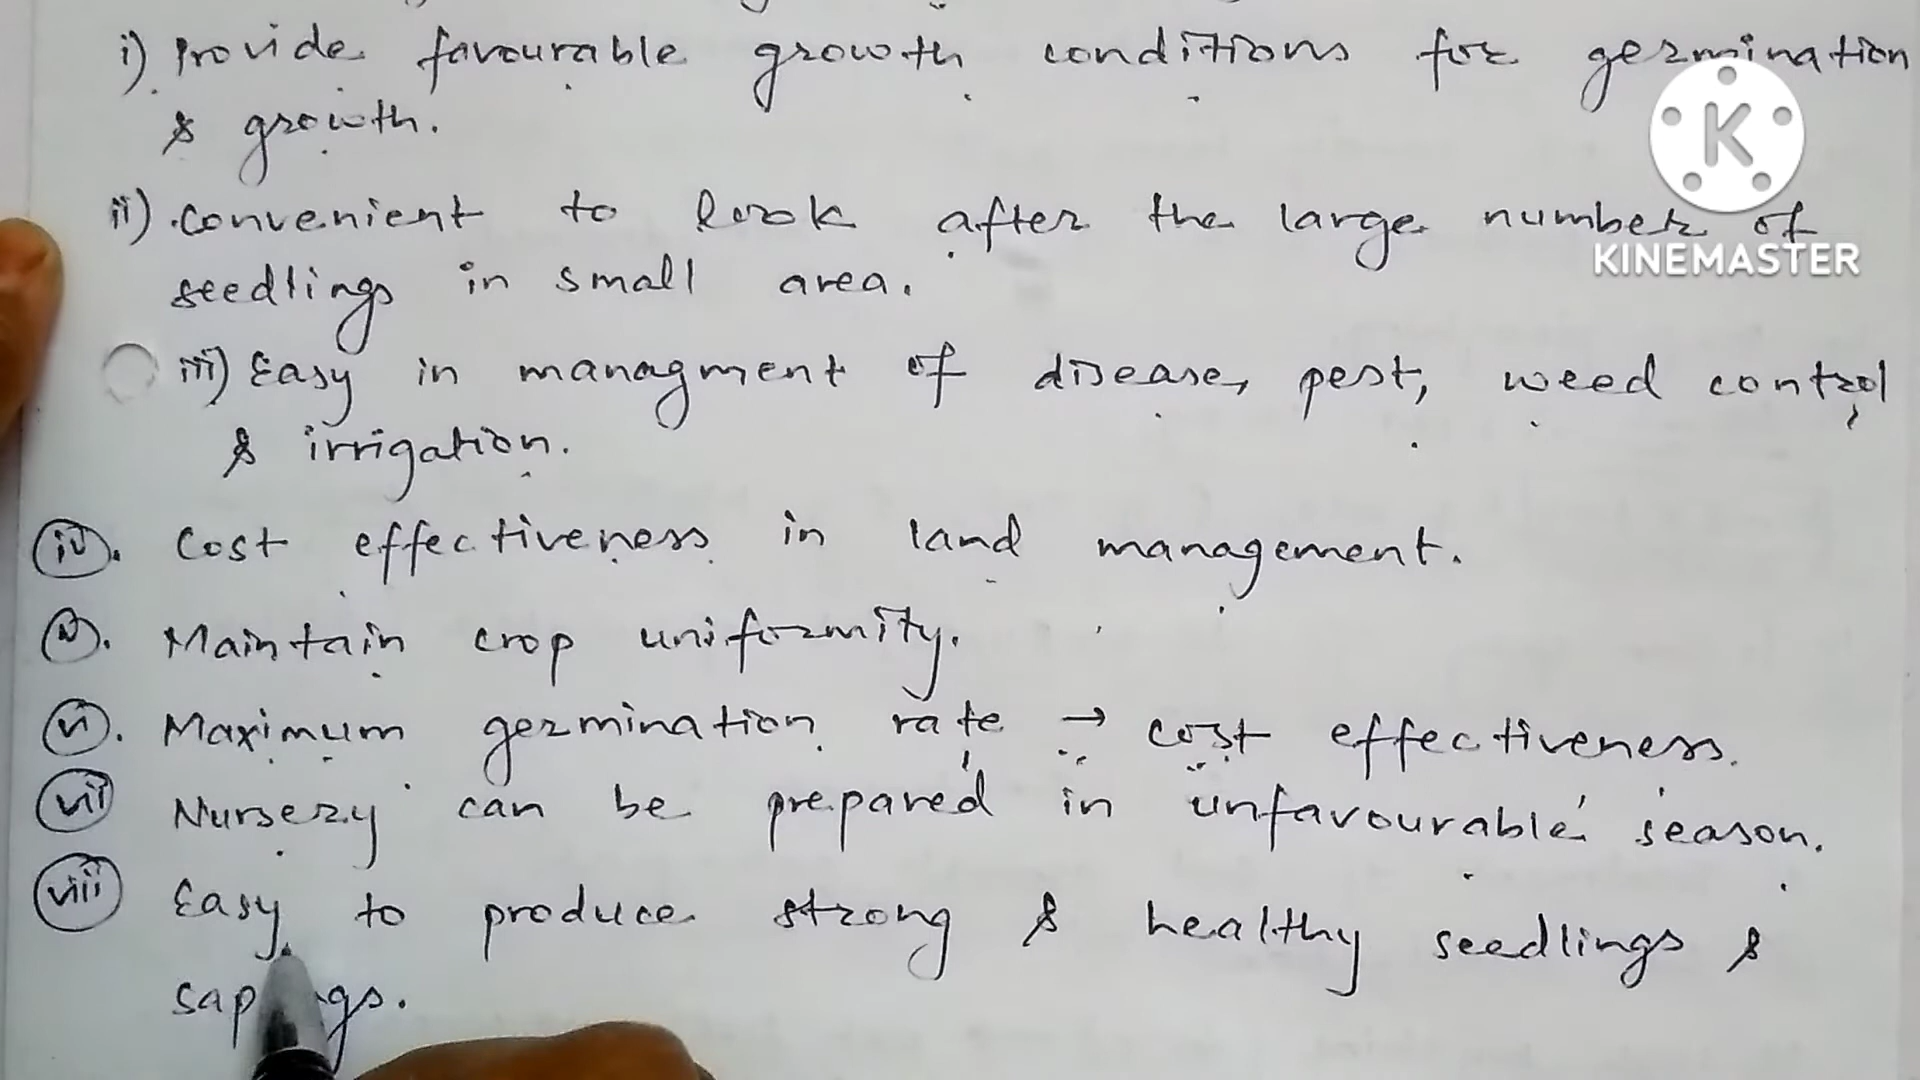 i) Provide favourable growth conditions for germination
& growth.
ii) Convenient to look after the large number of
seedlings in small area.
iii) Easy in managment of disease, pest, weed control
& irrigation.
iv). Cost effectiveness in land management.
v). Maintain crop uniformity.
vi). Maximum germination rate → cost effectiveness.
vii Nursery can be prepared in unfavourable season.
viii Easy to produce strong & healthy seedlings &
K
KINEMASTER